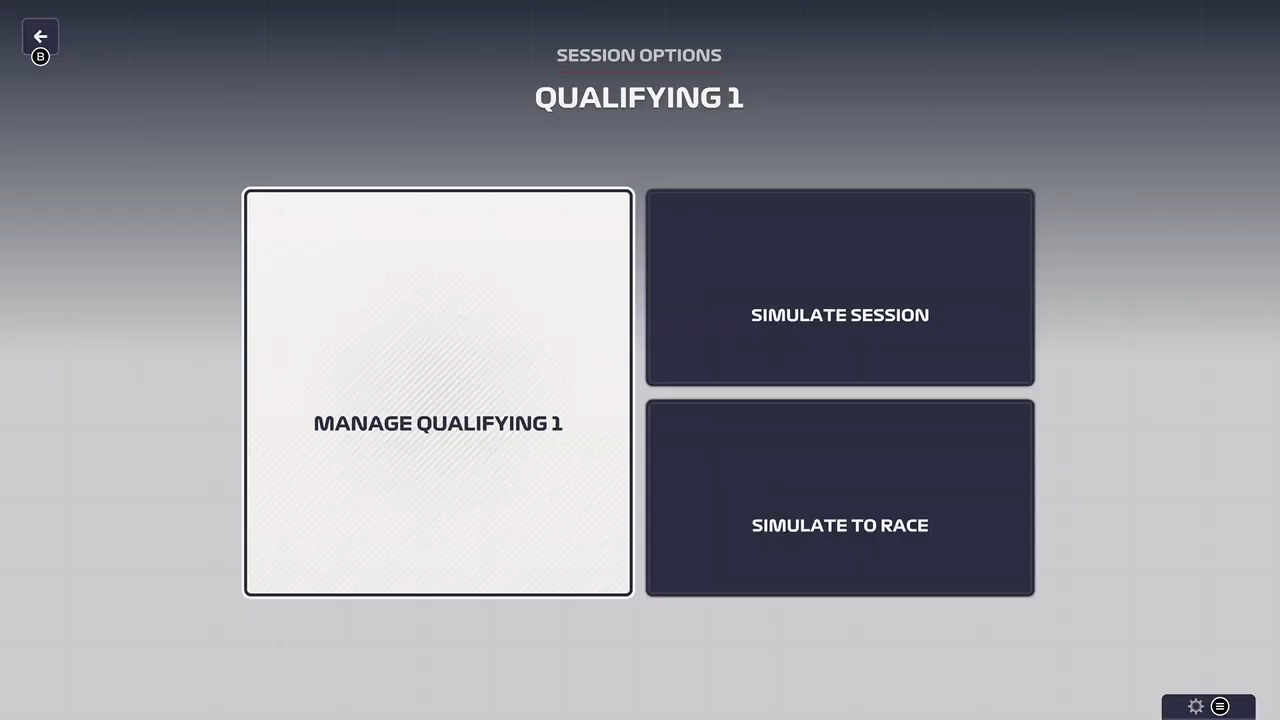 B
SESSION OPTIONS
QUALIFYING 1
MANAGE QUALIFYING 1
SIMULATE SESSION
SIMULATE TO RACE